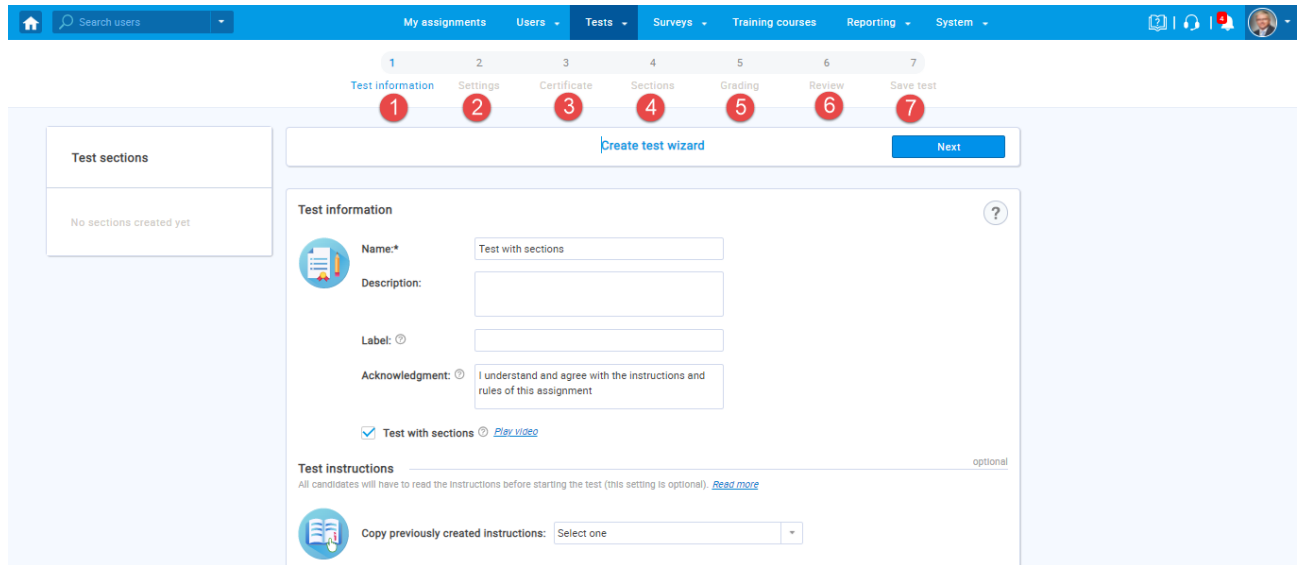 Search users
My assignments Users Tests Surveys Training courses Reporting System
4
1 2 3 4 5 6 7
Test information Settings Certificate Sections Grading Review Save test
1 2 3 4 5 6 7
Test sections
No sections created yet
Create test wizard
Next
Test information
?
Name:* Test with sections
Description:
Label: ?
Acknowledgment: ? I understand and agree with the instructions and
rules of this assignment
Test with sections ? Play video
Test instructions optional
All candidates will have to read the instructions before starting the test (this setting is optional). Read more
Copy previously created instructions: Select one